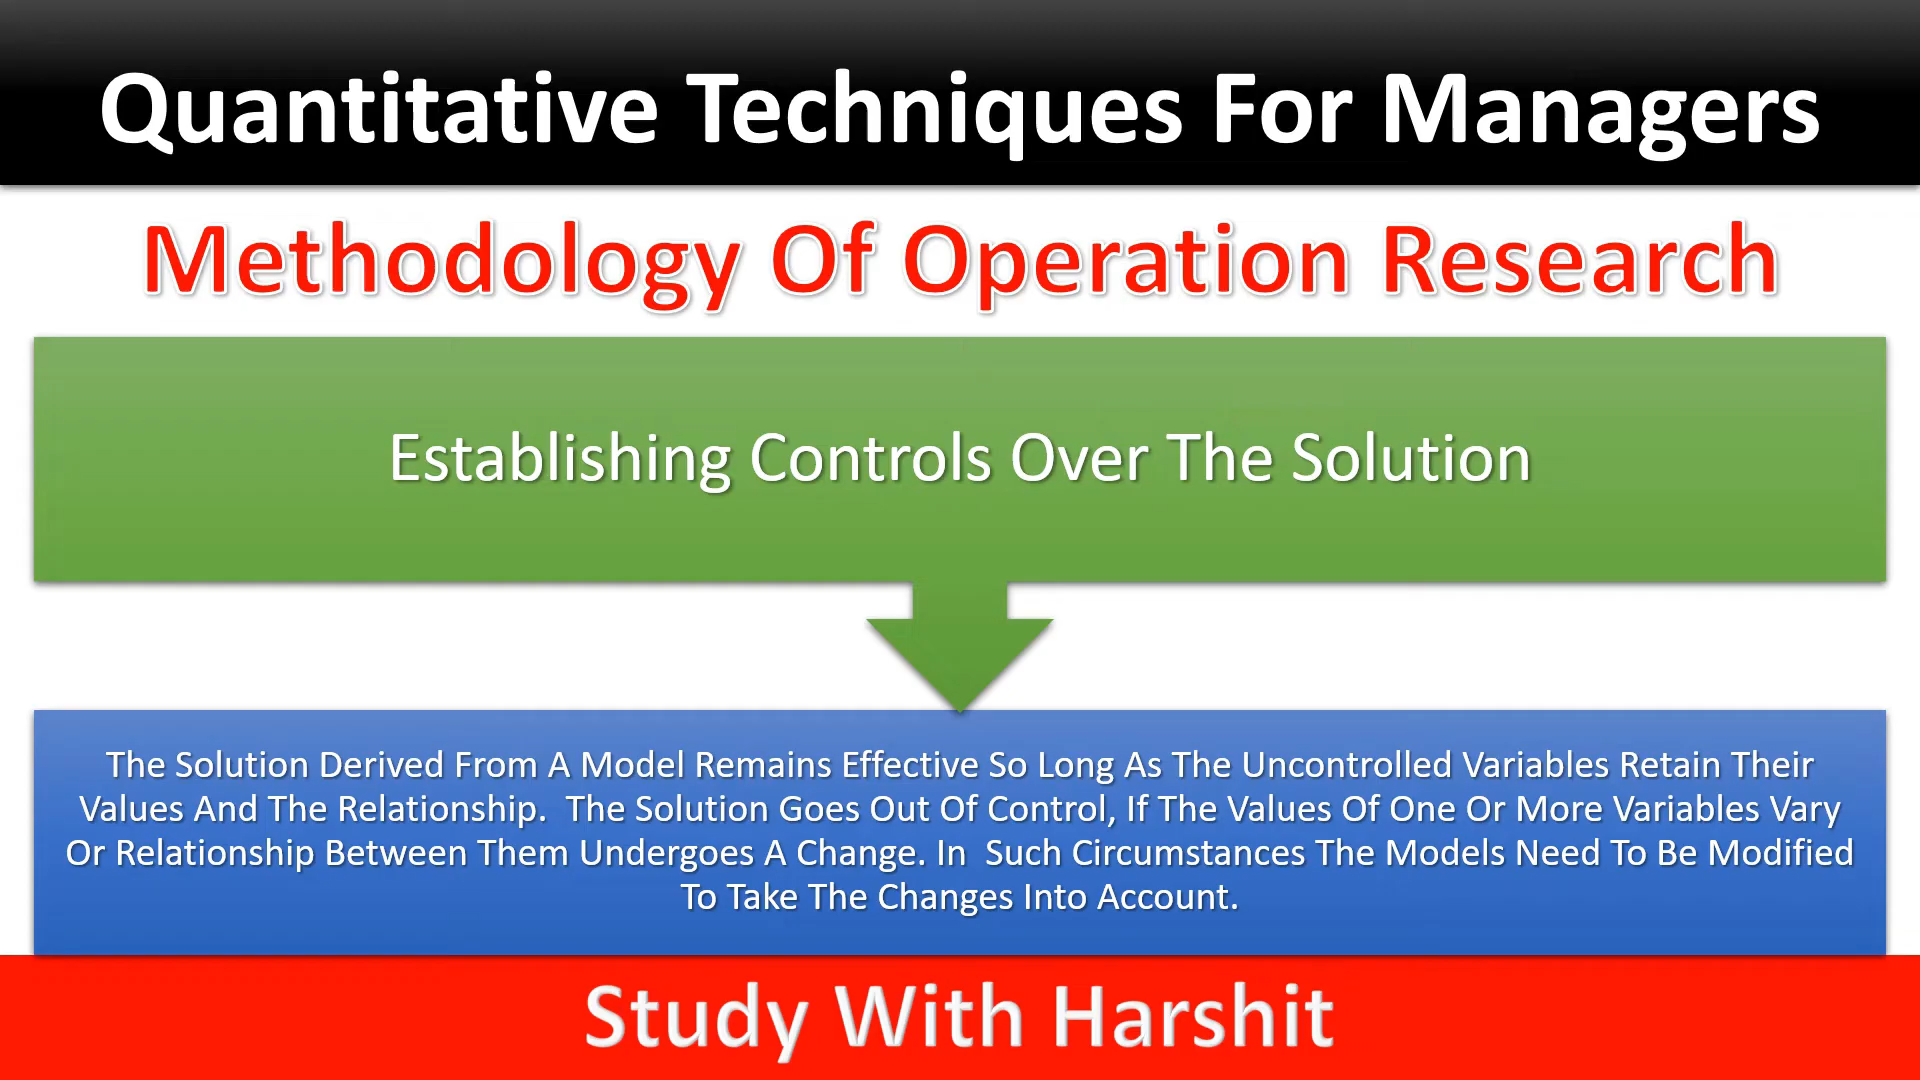 Quantitative Techniques For Managers
Methodology Of Operation Research
Establishing Controls Over The Solution
The Solution Derived From A Model Remains Effective So Long As The Uncontrolled Variables Retain Their
Values And The Relationship.  The Solution Goes Out Of Control, If The Values Of One Or More Variables Vary
Or Relationship Between Them Undergoes A Change. In  Such Circumstances The Models Need To Be Modified
To Take The Changes Into Account.
Study With Harshit